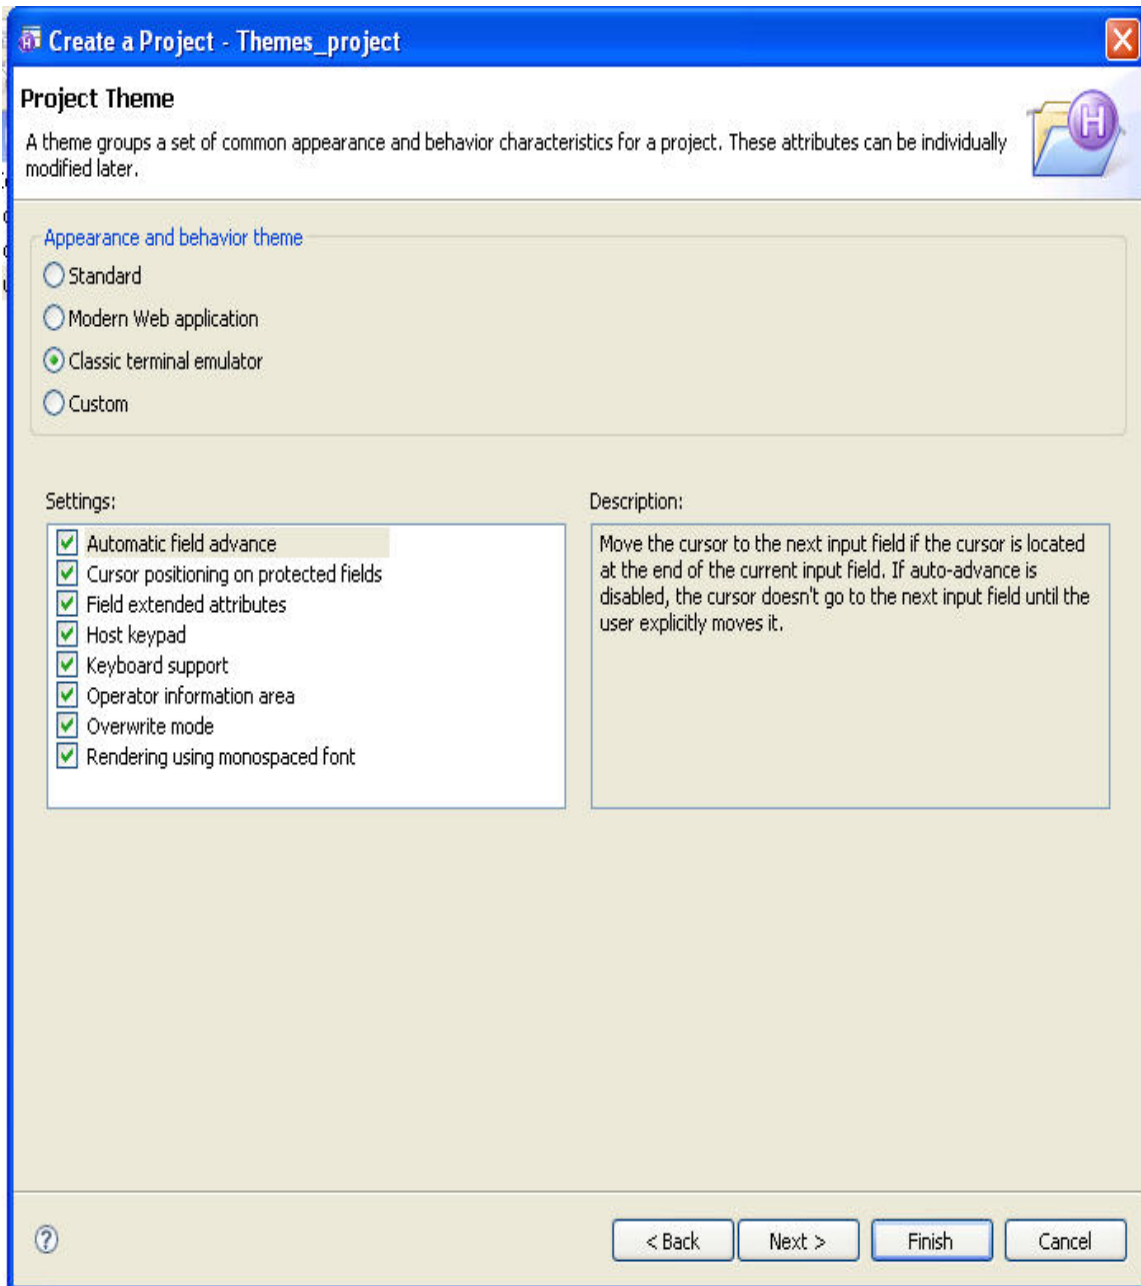 Create a Project - Themes_project
Project Theme
A theme groups a set of common appearance and behavior characteristics for a project. These attributes can be individually
modified later.
H
Appearance and behavior theme
Standard
Modern Web application
Classic terminal emulator
Custom
Settings:
Automatic field advance
Cursor positioning on protected fields
Field extended attributes
Host keypad
Keyboard support
Operator information area
Overwrite mode
Rendering using monospaced font
Description:
Move the cursor to the next input field if the cursor is located
at the end of the current input field. If auto-advance is
disabled, the cursor doesn't go to the next input field until the
user explicitly moves it.
?
< Back
Next >
Finish
Cancel